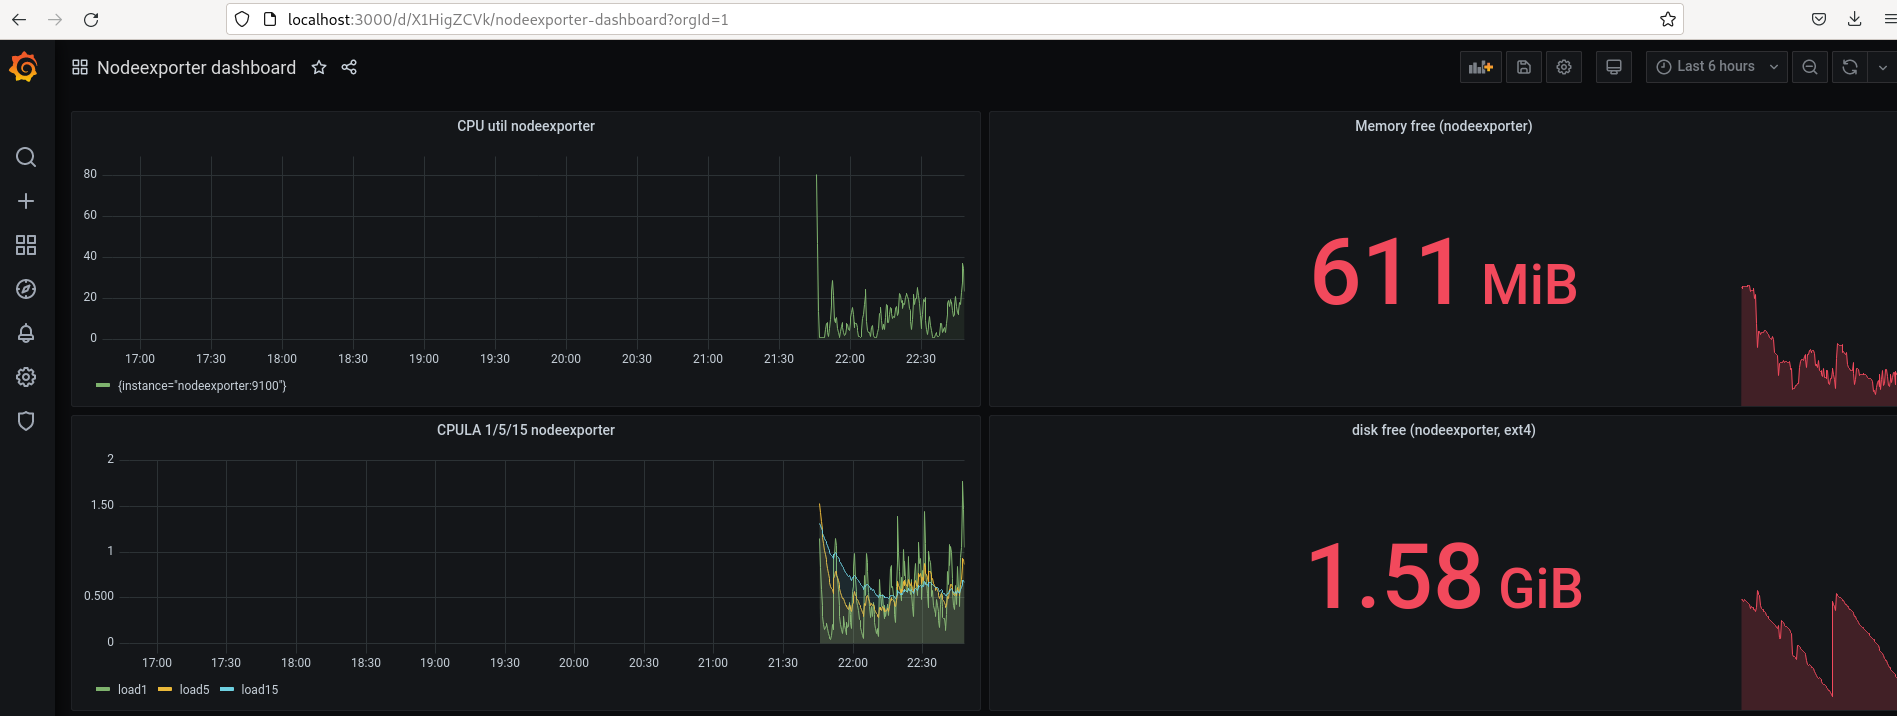 localhost:3000/d/X1HigZCVk/nodeexporter-dashboard?orgId=1
Nodeexporter dashboard
Last 6 hours
CPU util nodeexporter
80
60
40
20
0
17:00 17:30 18:00 18:30 19:00 19:30 20:00 20:30 21:00 21:30 22:00 22:30
{instance="nodeexporter:9100"}
Memory free (nodeexporter)
611 MiB
CPULA 1/5/15 nodeexporter
2
1.50
1
0.500
0
17:00 17:30 18:00 18:30 19:00 19:30 20:00 20:30 21:00 21:30 22:00 22:30
load1 load5 load15
disk free (nodeexporter, ext4)
1.58 GiB